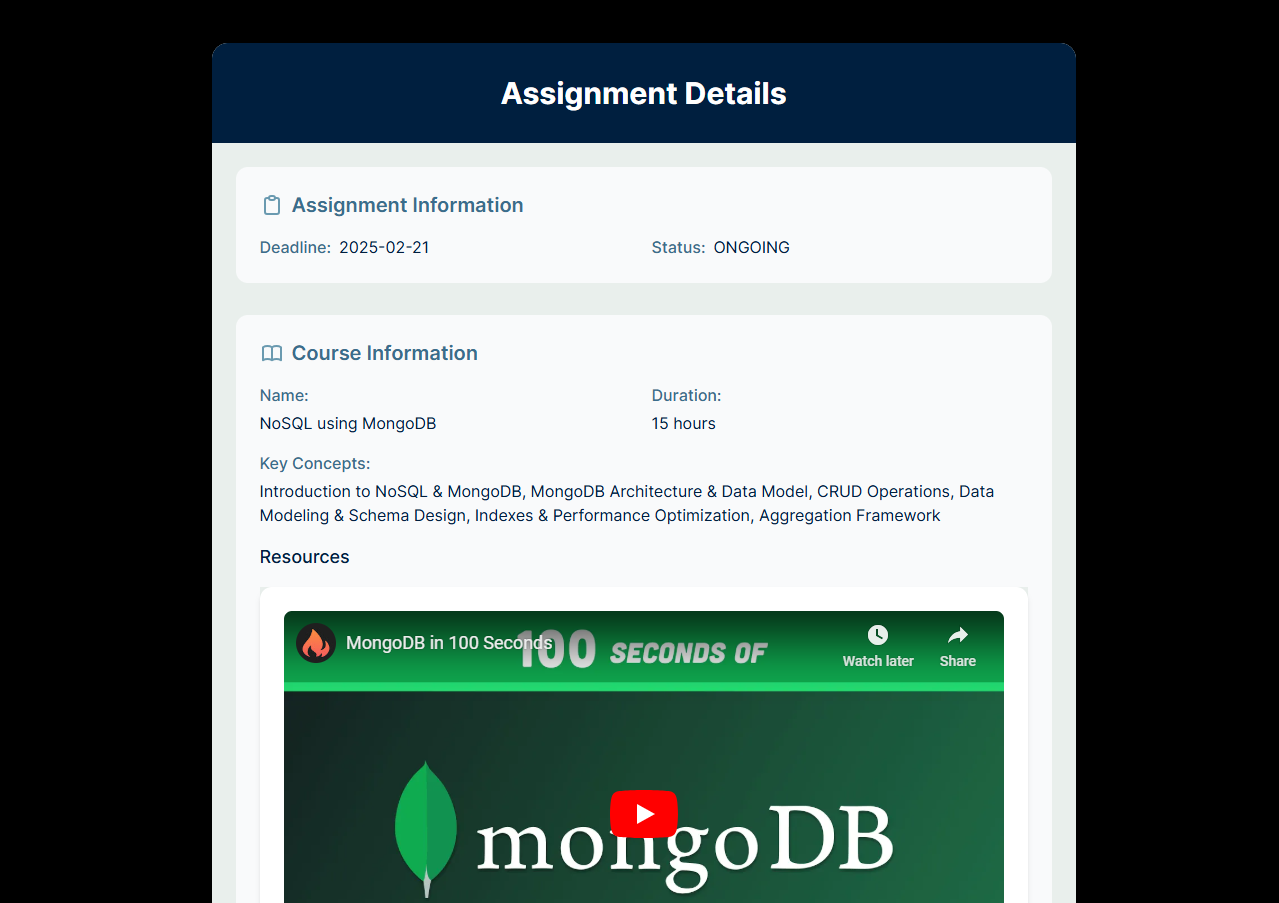 Assignment Details
Assignment Information
Deadline: 2025-02-21
Status: ONGOING
Course Information
Name:
NoSQL using MongoDB
Duration:
15 hours
Key Concepts:
Introduction to NoSQL & MongoDB, MongoDB Architecture & Data Model, CRUD Operations, Data
Modeling & Schema Design, Indexes & Performance Optimization, Aggregation Framework
Resources
MongoDB in 100 Seconds
100 SECONDS OF
Watch later
Share
mongoDB